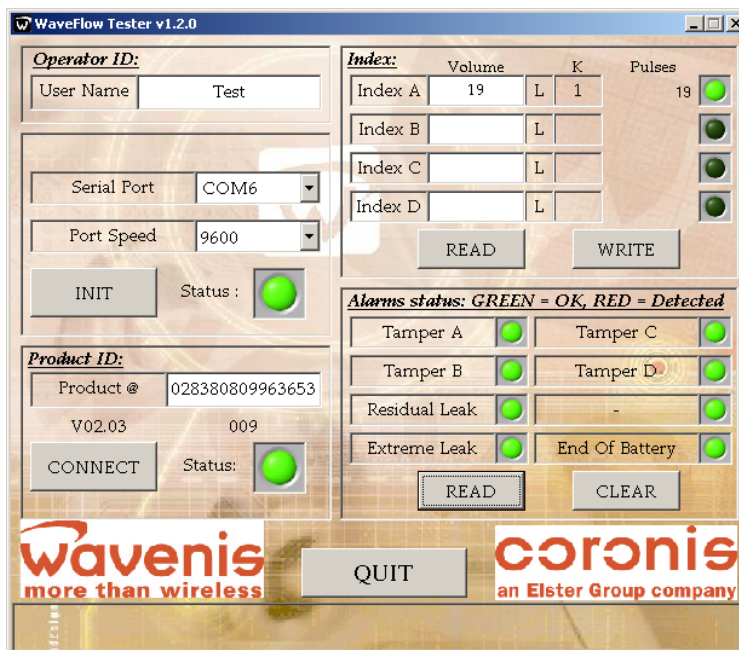 WaveFlow Tester v1.2.0
Operator ID:
User Name Test
Serial Port COM6
Port Speed 9600
INIT Status :
Product ID:
Product @ 028380809963653
V02.03 009
CONNECT Status:
Index: Volume K Pulses
Index A 19 L 1 19
Index B L
Index C L
Index D L
READ WRITE
Alarms status: GREEN = OK, RED = Detected
Tamper A Tamper C
Tamper B Tamper D
Residual Leak -
Extreme Leak End Of Battery
READ CLEAR
wavenis
more than wireless
QUIT
coronis
an Elster Group company